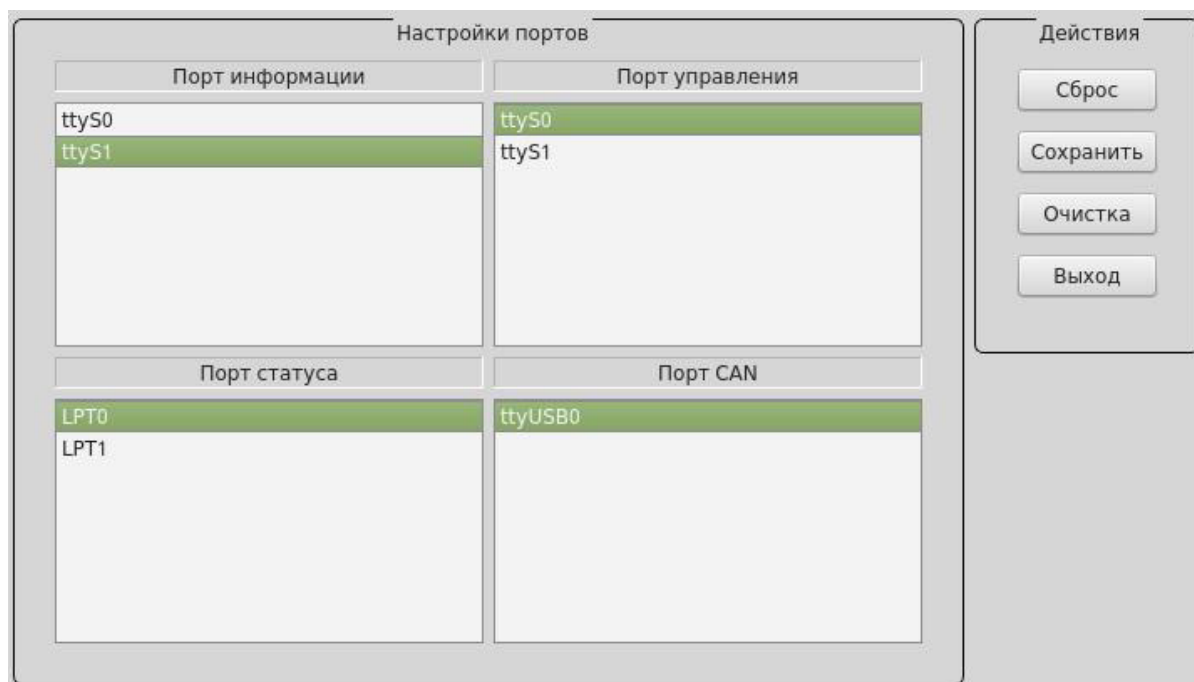 Настройки портов
Порт информации
ttyS0
ttyS1
Порт управления
ttyS0
ttyS1
Порт статуса
LPT0
LPT1
Порт CAN
ttyUSB0
Действия
Сброс
Сохранить
Очистка
Выход